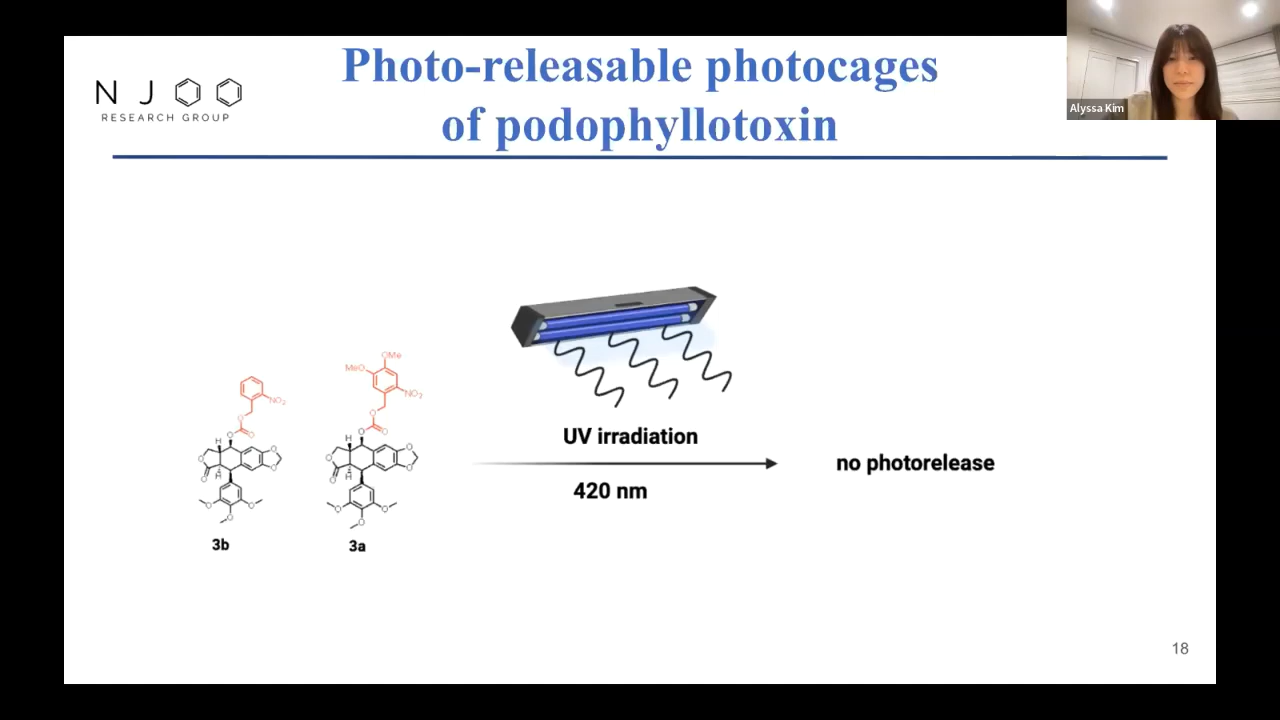 Photo-releasable photocages
of podophyllotoxin
N J
RESEARCH GROUP
Alyssa Kim
UV irradiation
420 nm
no photorelease
NO₂
O
O
O
O
O
O
O
O
O
O
H
H
3b
OMe
MeO
NO₂
O
O
O
O
O
O
O
O
O
O
H
H
3a
18